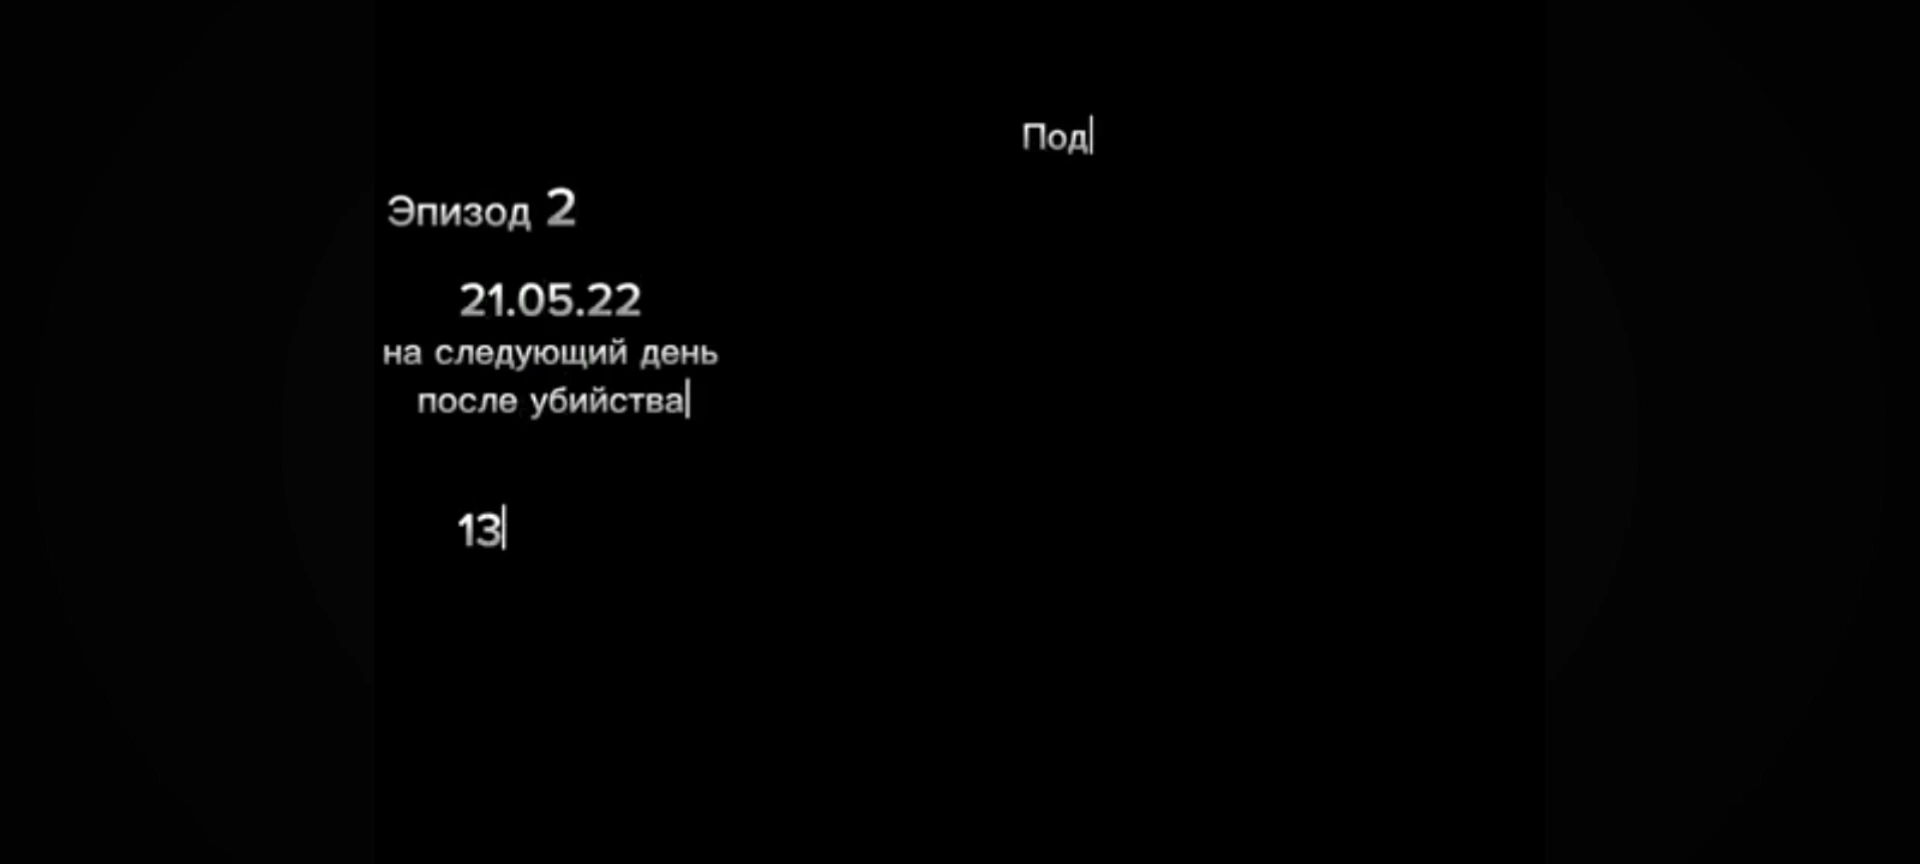 Под
Эпизод 2
21.05.22
на следующий день
после убийства
13